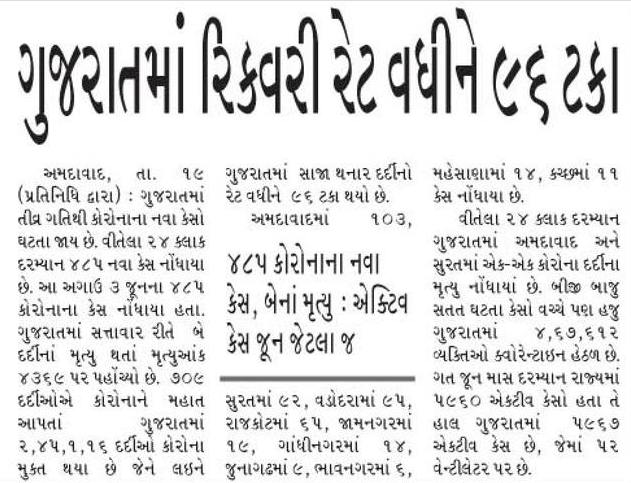 ગુજરાતમાં રિકવરી રેટ વધીને ૯૬ ટકા
અમદાવાદ, તા. ૧૯
(પ્રતિનિધિ દ્વારા) : ગુજરાતમાં
તીવ્ર ગતિથી કોરોનાના નવા કેસો
ઘટતા જાય છે. વીતેલા ૨૪ કલાક
દરમ્યાન ૪૮૫ નવા કેસ નોંધાયા
છે. આ અગાઉ ૩ જૂનના ૪૮૫
કોરોનાના કેસ નોંધાયા હતા.
ગુજરાતમાં સત્તાવાર રીતે બે
દર્દીનાં મૃત્યુ થતાં મૃત્યુઆંક
૪૩૬૯ પર પહોંચ્યો છે. ૭૦૯
દર્દીઓએ કોરોનાને મહાત
આપતાં ગુજરાતમાં
૨,૪૫,૧,૧૬ દર્દીઓ કોરોના
મુક્ત થયા છે જેને લઇને
ગુજરાતમાં સાજા થનાર દર્દીનો
રેટ વધીને ૯૬ ટકા થયો છે.
અમદાવાદમાં ૧૦૩,
૪૮૫ કોરોનાના નવા
કેસ, બેનાં મૃત્યુ : એક્ટિવ
કેસ જૂન જેટલા જ
સુરતમાં ૯૨, વડોદરામાં ૯૫,
રાજકોટમાં ૬૫, જામનગરમાં
૧૯, ગાંધીનગરમાં ૧૪,
જુનાગઢમાં ૯, ભાવનગરમાં ૬,
મહેસાણામાં ૧૪, કચ્છમાં ૧૧
કેસ નોંધાયા છે.
વીતેલા ૨૪ કલાક દરમ્યાન
ગુજરાતમાં અમદાવાદ અને
સુરતમાં એક-એક કોરોના દર્દીના
મૃત્યુ નોંધાયાં છે. બીજી બાજુ
સતત ઘટતા કેસો વચ્ચે પણ હજુ
ગુજરાતમાં ૪,૬૭,૬૧૨
વ્યક્તિઓ ક્વોરેન્ટાઇન હેઠળ છે.
ગત જૂન માસ દરમ્યાન રાજ્યમાં
૫૯૬૦ એકટીવ કેસો હતા તે
હાલ ગુજરાતમાં ૫૯૬૭
એકટીવ કેસ છે, જેમાં ૫૨
વેન્ટીલેટર પર છે.